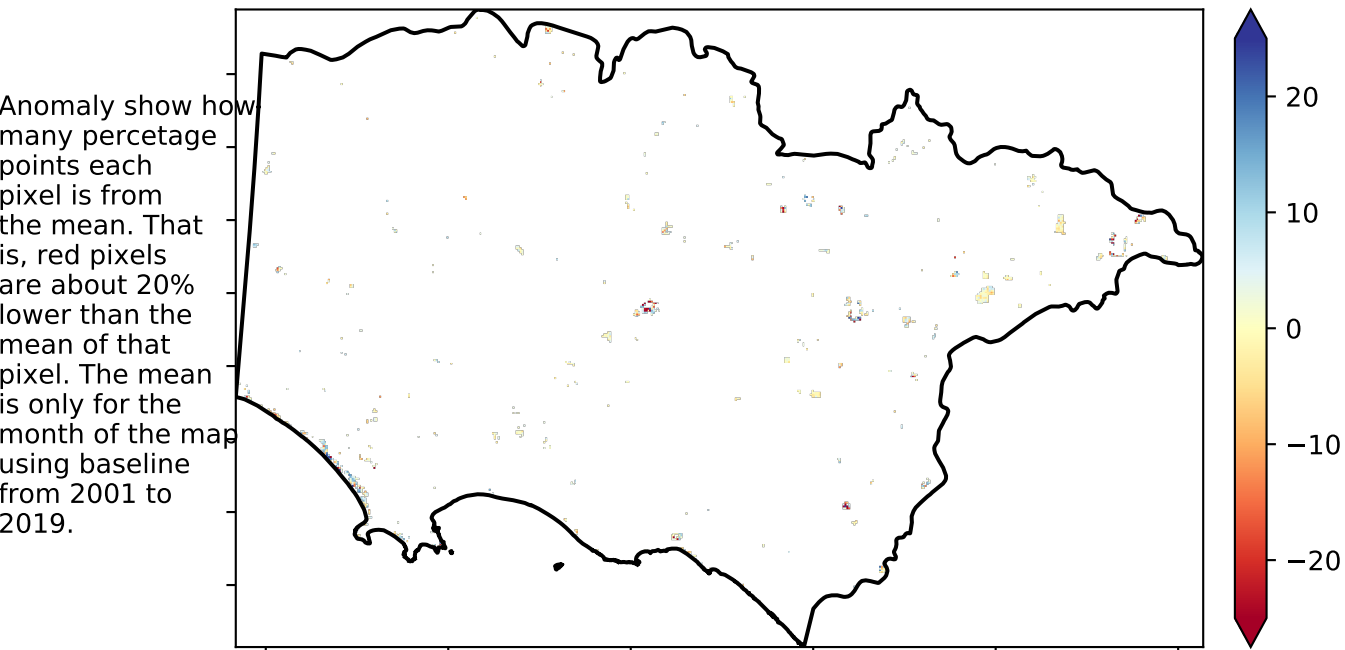 Anomaly show how
many percetage
points each
pixel is from
the mean. That
is, red pixels
are about 20%
lower than the
mean of that
pixel. The mean
is only for the
month of the map
using baseline
from 2001 to
2019.
20
10
0
−10
−20